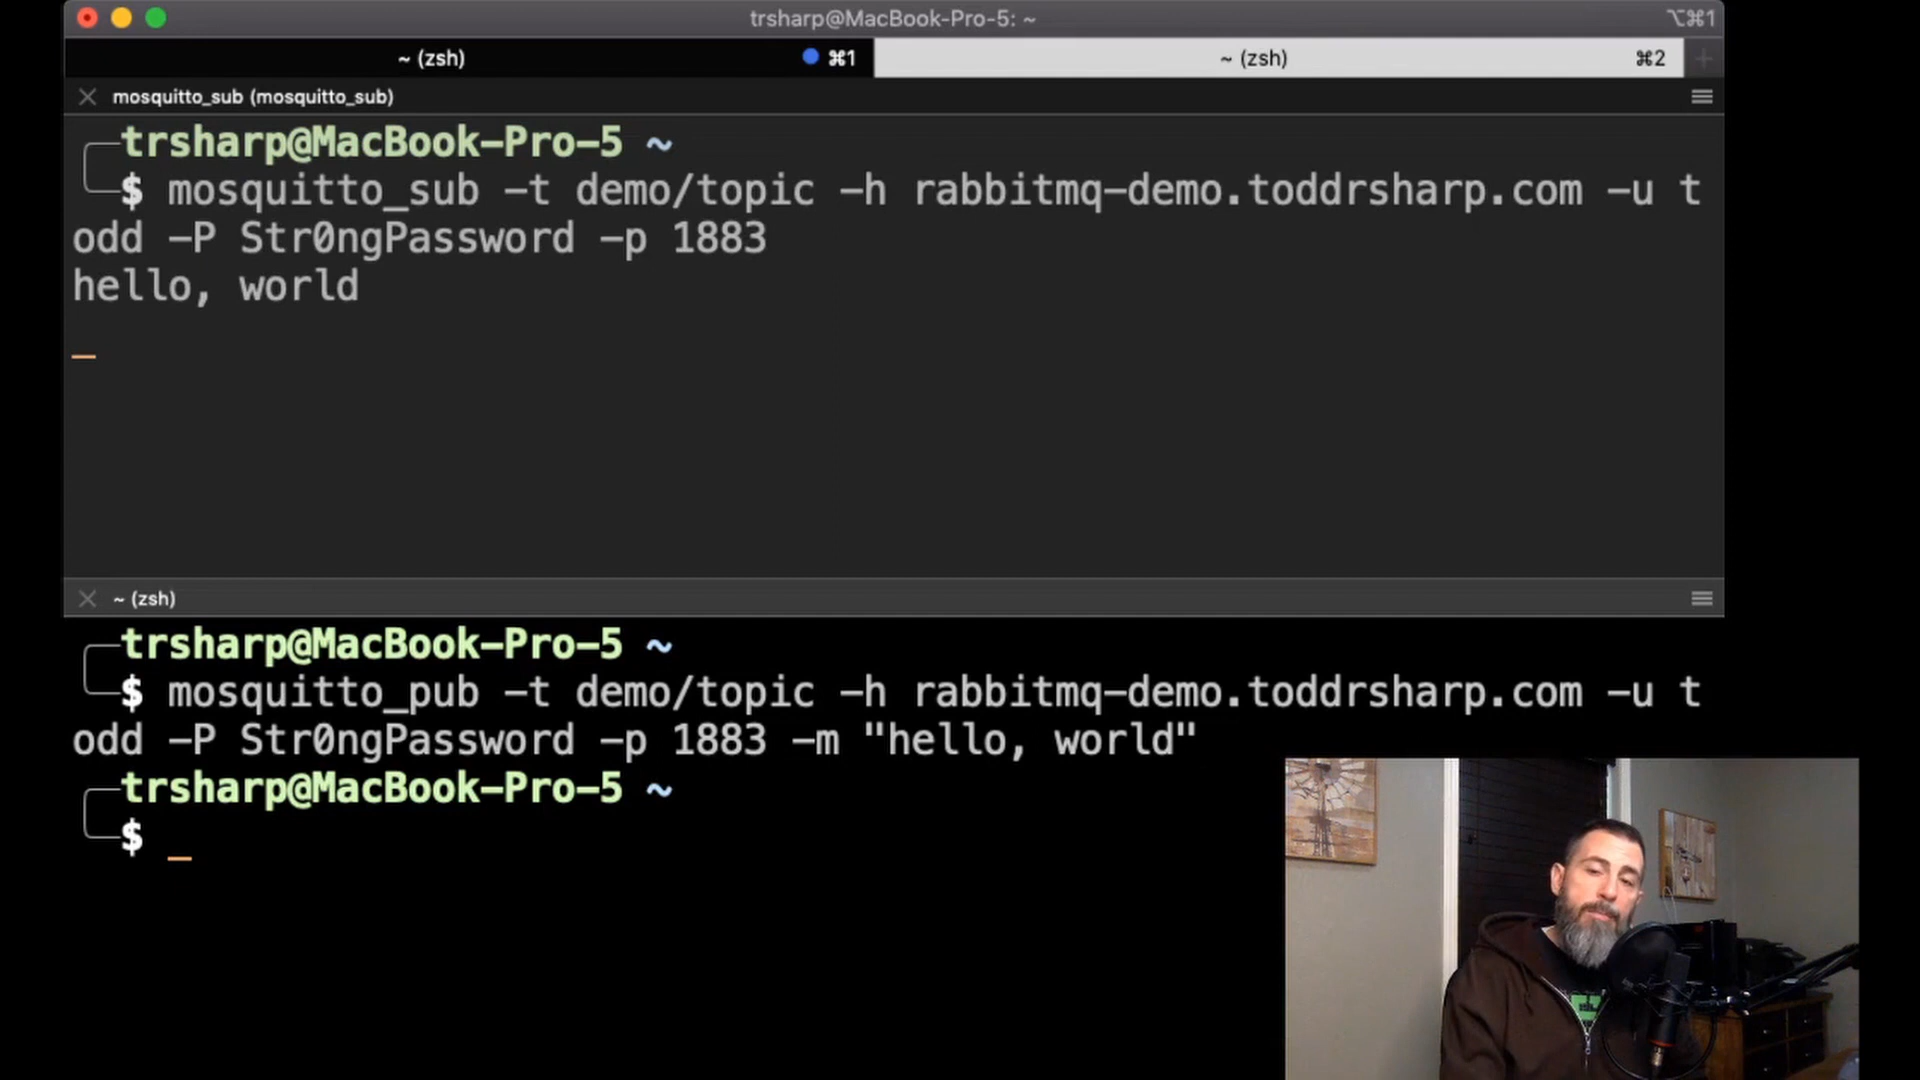 trsharp@MacBook-Pro-5: ~
⌥⌘1
~ (zsh)
⌘1
~ (zsh)
⌘2
mosquitto_sub (mosquitto_sub)
trsharp@MacBook-Pro-5 ~
$ mosquitto_sub -t demo/topic -h rabbitmq-demo.toddrsharp.com -u t
odd -P Str0ngPassword -p 1883
hello, world
~ (zsh)
trsharp@MacBook-Pro-5 ~
$ mosquitto_pub -t demo/topic -h rabbitmq-demo.toddrsharp.com -u t
odd -P Str0ngPassword -p 1883 -m "hello, world"
trsharp@MacBook-Pro-5 ~
$ _